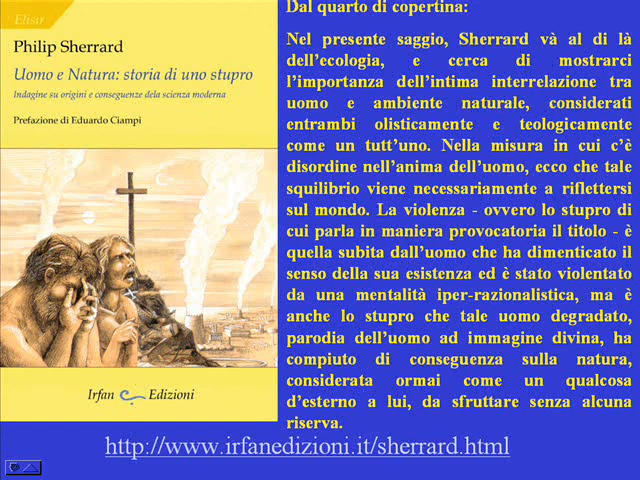 Elisir
Philip Sherrard
Uomo e Natura: storia di uno stupro
Indagine su origini e conseguenze dela scienza moderna
Prefazione di Eduardo Ciampi
Irfan Edizioni
Dal quarto di copertina:
Nel presente saggio, Sherrard và al di là
dell'ecologia, e cerca di mostrarci
l'importanza dell'intima interrelazione tra
uomo e ambiente naturale, considerati
entrambi olisticamente e teologicamente
come un tutt'uno. Nella misura in cui c'è
disordine nell'anima dell'uomo, ecco che tale
squilibrio viene necessariamente a riflettersi
sul mondo. La violenza - ovvero lo stupro di
cui parla in maniera provocatoria il titolo - è
quella subita dall'uomo che ha dimenticato il
senso della sua esistenza ed è stato violentato
da una mentalità iper-razionalistica, ma è
anche lo stupro che tale uomo degradato,
parodia dell'uomo ad immagine divina, ha
compiuto di conseguenza sulla natura,
considerata ormai come un qualcosa
d'esterno a lui, da sfruttare senza alcuna
riserva.
http://www.irfanedizioni.it/sherrard.html